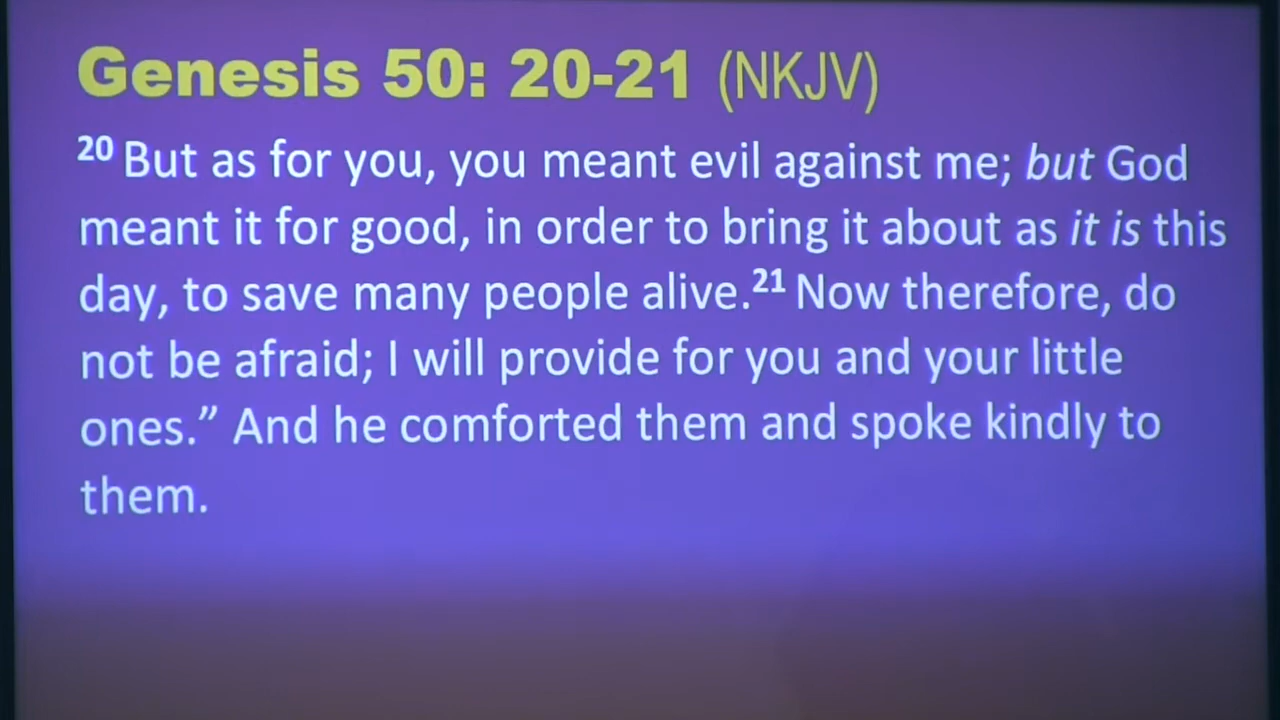 Genesis 50: 20-21 (NKJV)
20 But as for you, you meant evil against me; but God
meant it for good, in order to bring it about as it is this
day, to save many people alive.21 Now therefore, do
not be afraid; I will provide for you and your little
ones.” And he comforted them and spoke kindly to
them.